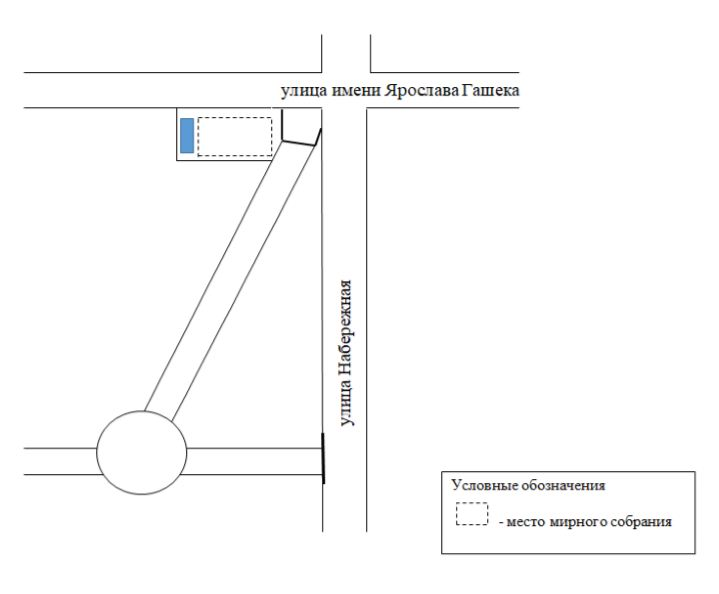 улица имени Ярослава Гашека
улица Набережная
Условные обозначения
- место мирного собрания